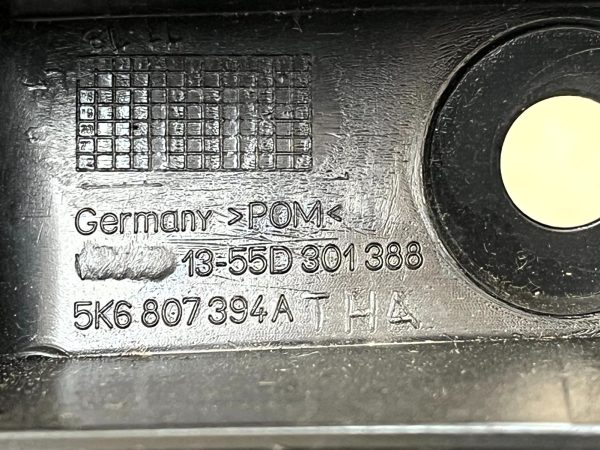 Germany >POM<
13-55D 301 388
5K6 807 394A THA